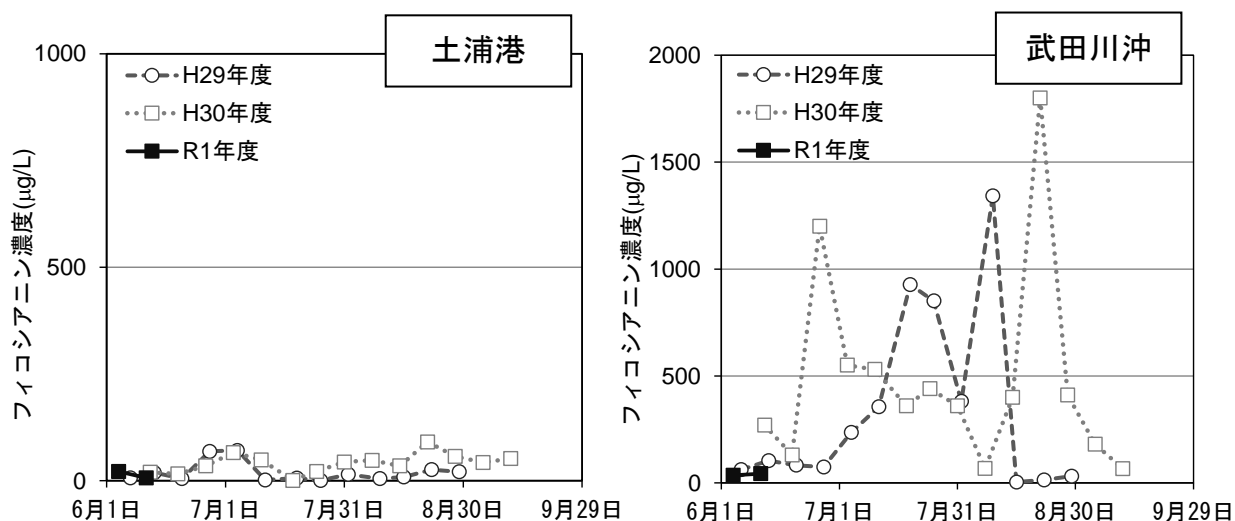 土浦港
1000
500
0
H29年度
H30年度
R1年度
フィコシアニン濃度(µg/L)
6月1日 7月1日 7月31日 8月30日 9月29日
武田川沖
2000
1500
1000
500
0
H29年度
H30年度
R1年度
フィコシアニン濃度(µg/L)
6月1日 7月1日 7月31日 8月30日 9月29日